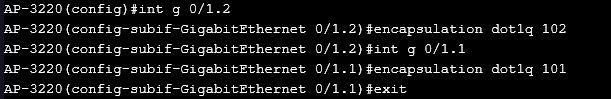 AP-3220(config)#int g 0/1.2
AP-3220(config-subif-GigabitEthernet 0/1.2)#encapsulation dot1q 102
AP-3220(config-subif-GigabitEthernet 0/1.2)#int g 0/1.1
AP-3220(config-subif-GigabitEthernet 0/1.1)#encapsulation dot1q 101
AP-3220(config-subif-GigabitEthernet 0/1.1)#exit